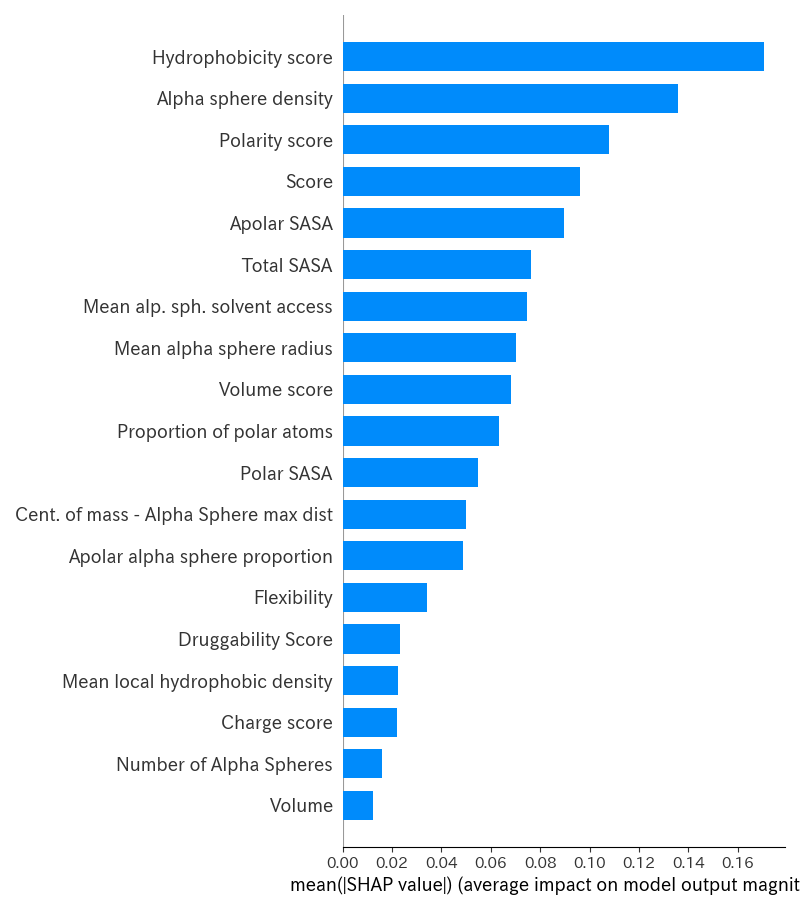 Hydrophobicity score
Alpha sphere density
Polarity score
Score
Apolar SASA
Total SASA
Mean alp. sph. solvent access
Mean alpha sphere radius
Volume score
Proportion of polar atoms
Polar SASA
Cent. of mass - Alpha Sphere max dist
Apolar alpha sphere proportion
Flexibility
Druggability Score
Mean local hydrophobic density
Charge score
Number of Alpha Spheres
Volume
0.00 0.02 0.04 0.06 0.08 0.10 0.12 0.14 0.16
mean(|SHAP value|) (average impact on model output magnit